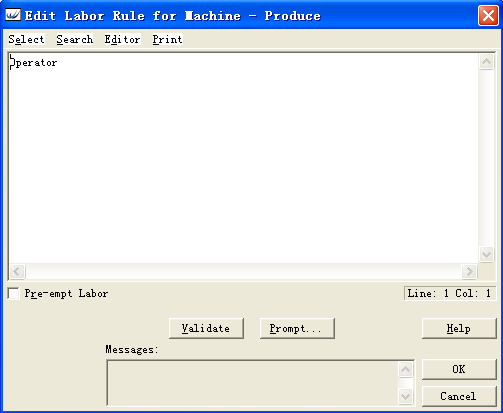 Edit Labor Rule for Machine - Produce
Select Search Editor Print
Operator
Pre-empt Labor
Line: 1 Col: 1
Validate Prompt... Help
Messages:
OK
Cancel